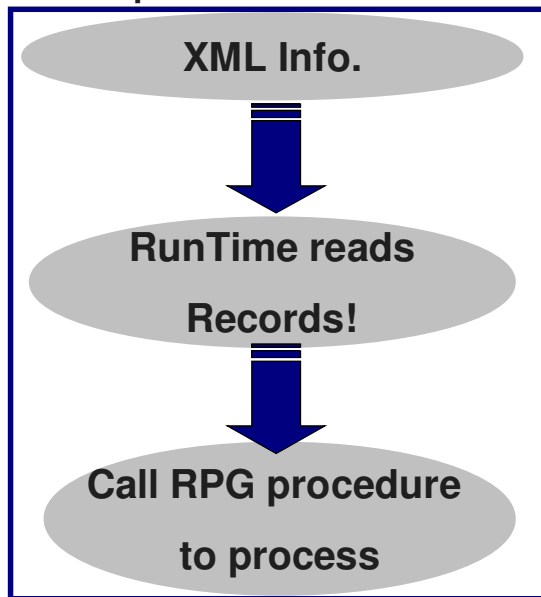 XML Info.
RunTime reads
Records!
Call RPG procedure
to process